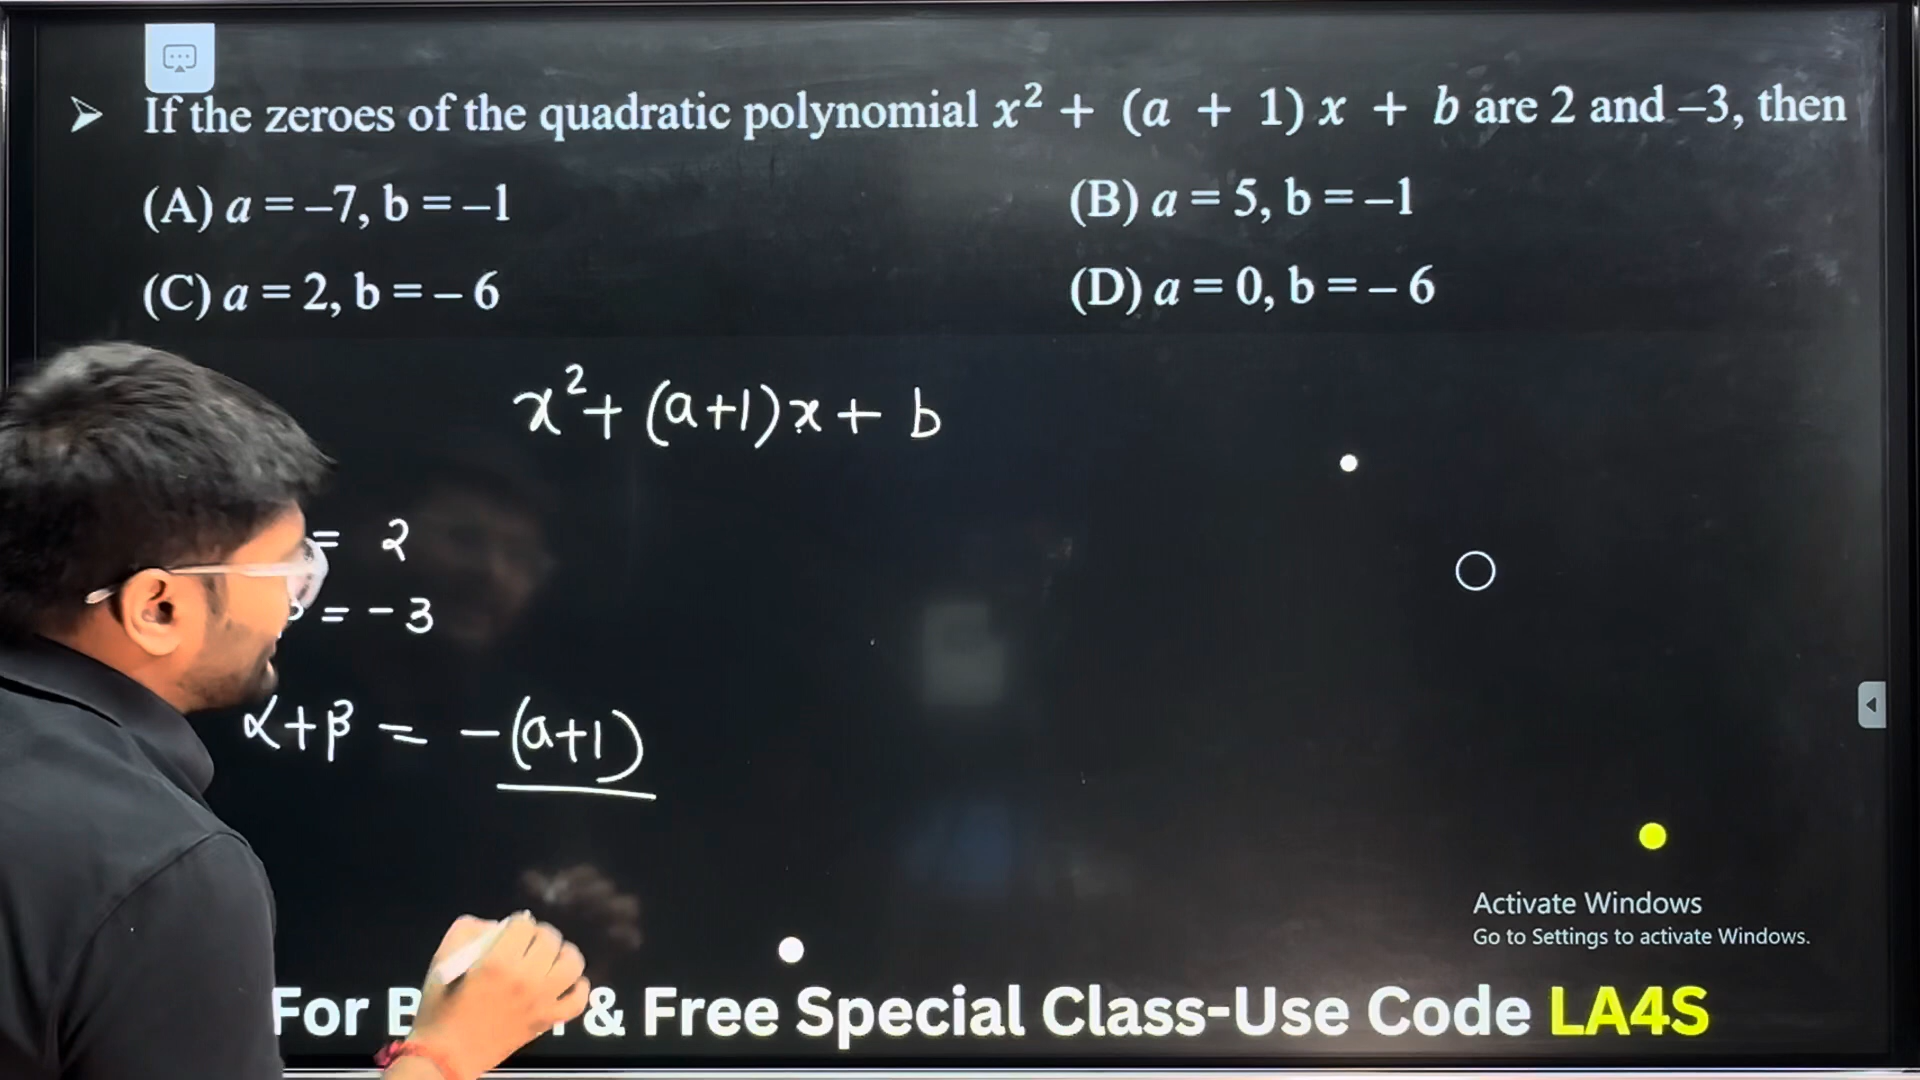 ➤ If the zeroes of the quadratic polynomial x² + (a + 1) x + b are 2 and –3, then
(A) a = –7, b = –1
(B) a = 5, b = –1
(C) a = 2, b = – 6
(D) a = 0, b = – 6
x² + (a+1)x + b
= 2
= - 3
α+β = -(a+1)
Activate Windows
Go to Settings to activate Windows.
For & Free Special Class-Use Code LA4S